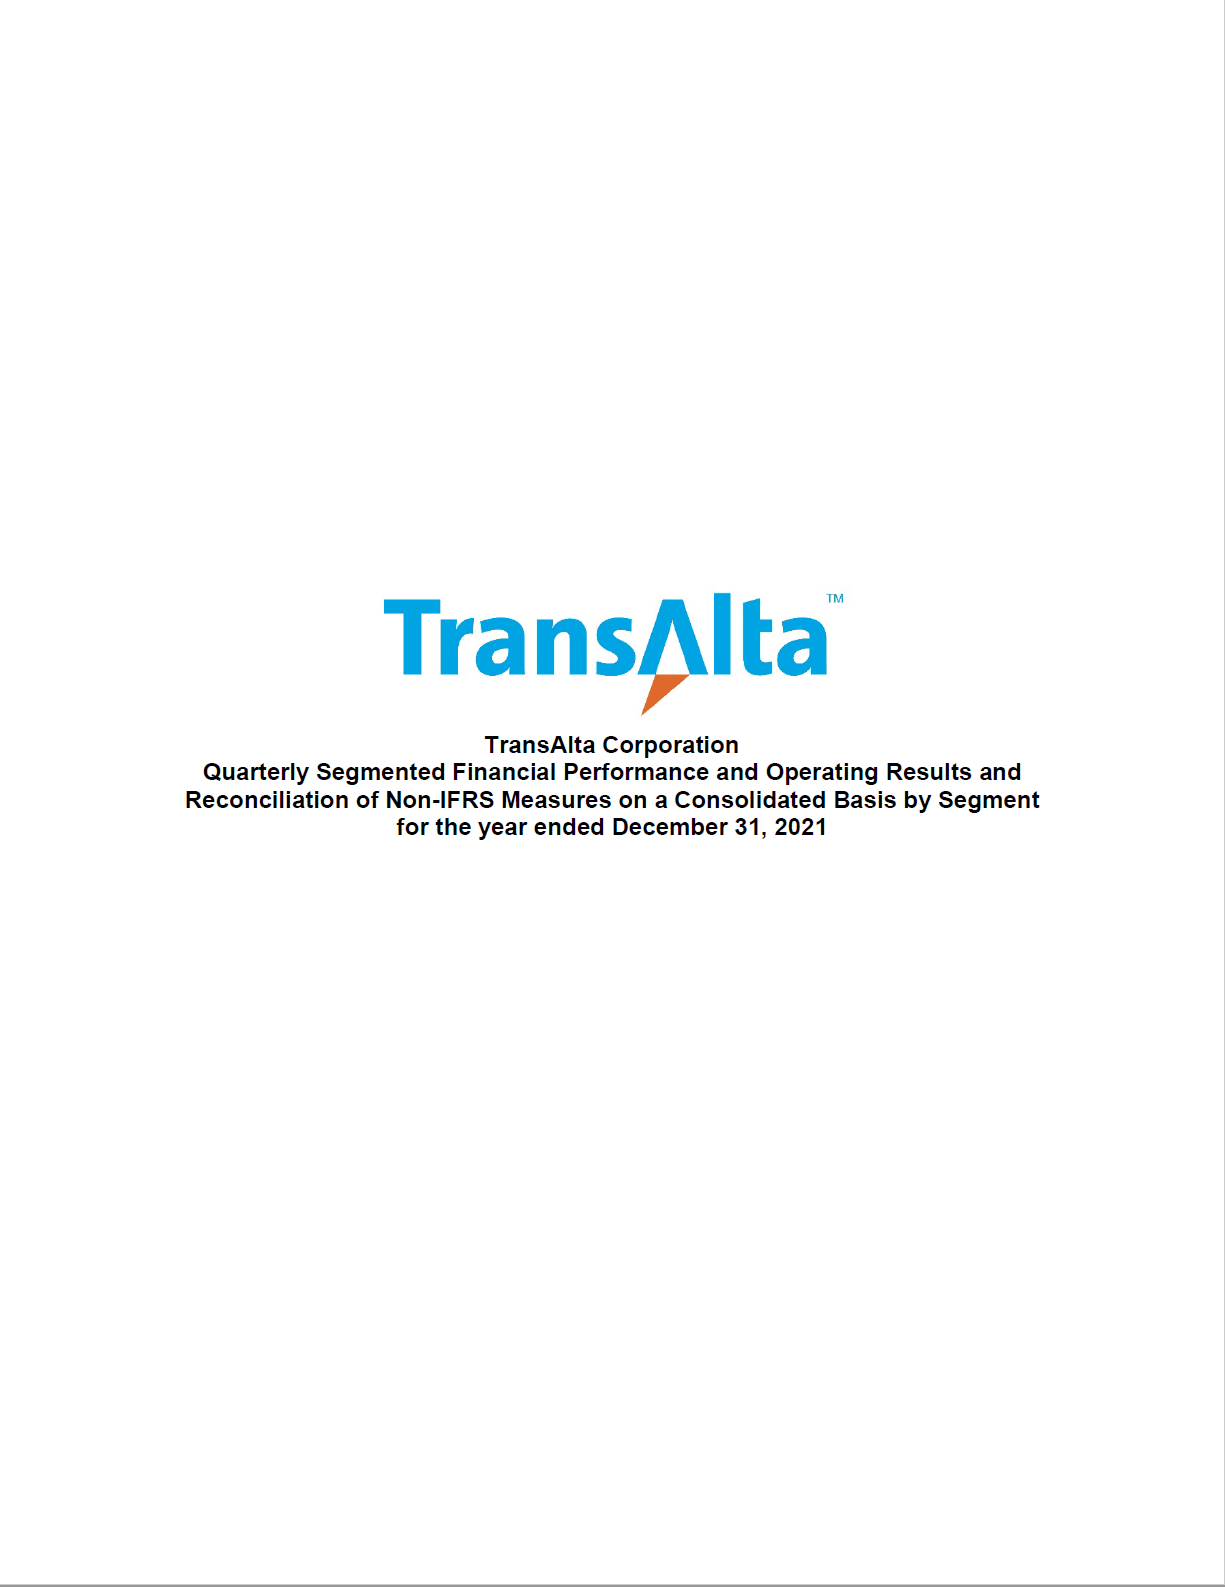 TransAlta™
TransAlta Corporation
Quarterly Segmented Financial Performance and Operating Results and
Reconciliation of Non-IFRS Measures on a Consolidated Basis by Segment
for the year ended December 31, 2021